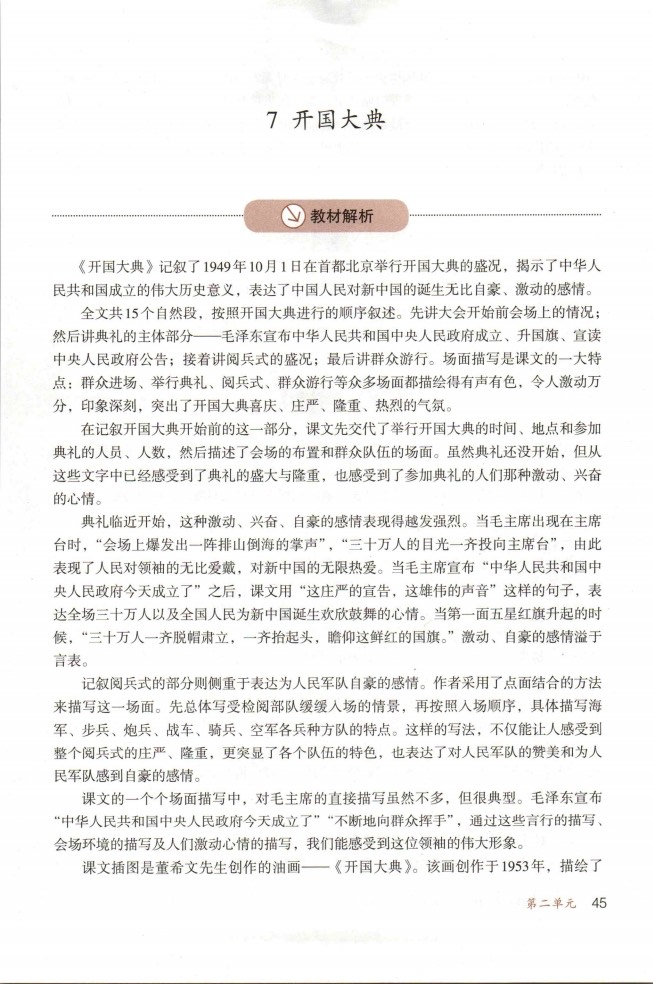 7 开国大典
教材解析
《开国大典》记叙了1949年10月1日在首都北京举行开国大典的盛况，揭示了中华人
民共和国成立的伟大历史意义，表达了中国人民对新中国的诞生无比自豪、激动的感情。
全文共15个自然段，按照开国大典进行的顺序叙述。先讲大会开始前会场上的情况；
然后讲典礼的主体部分——毛泽东宣布中华人民共和国中央人民政府成立、升国旗、宣读
中央人民政府公告；接着讲阅兵式的盛况；最后讲群众游行。场面描写是课文的一大特
点：群众进场、举行典礼、阅兵式、群众游行等众多场面都描绘得有声有色，令人激动万
分，印象深刻，突出了开国大典喜庆、庄严、隆重、热烈的气氛。
在记叙开国大典开始前的这一部分，课文先交代了举行开国大典的时间、地点和参加
典礼的人员、人数，然后描述了会场的布置和群众队伍的场面。虽然典礼还没开始，但从
这些文字中已经感受到了典礼的盛大与隆重，也感受到了参加典礼的人们那种激动、兴奋
的心情。
典礼临近开始，这种激动、兴奋、自豪的感情表现得越发强烈。当毛主席出现在主席
台时，“会场上爆发出一阵排山倒海的掌声”，“三十万人的目光一齐投向主席台”，由此
表现了人民对领袖的无比爱戴，对新中国的无限热爱。当毛主席宣布“中华人民共和国中
央人民政府今天成立了”之后，课文用“这庄严的宣告，这雄伟的声音”这样的句子，表
达全场三十万人以及全国人民为新中国诞生欢欣鼓舞的心情。当第一面五星红旗升起的时
候，“三十万人一齐脱帽肃立，一齐抬起头，瞻仰这鲜红的国旗。”激动、自豪的感情溢于
言表。
记叙阅兵式的部分则侧重于表达为人民军队自豪的感情。作者采用了点面结合的方法
来描写这一场面。先总体写受检阅部队缓缓入场的情景，再按照入场顺序，具体描写海
军、步兵、炮兵、战车、骑兵、空军各兵种方队的特点。这样的写法，不仅能让人感受到
整个阅兵式的庄严、隆重，更突显了各个队伍的特色，也表达了对人民军队的赞美和为人
民军队感到自豪的感情。
课文的一个个场面描写中，对毛主席的直接描写虽然不多，但很典型。毛泽东宣布
“中华人民共和国中央人民政府今天成立了”“不断地向群众挥手”，通过这些言行的描写、
会场环境的描写及人们激动心情的描写，我们能感受到这位领袖的伟大形象。
课文插图是董希文先生创作的油画——《开国大典》。该画创作于1953年，描绘了
第二单元 45